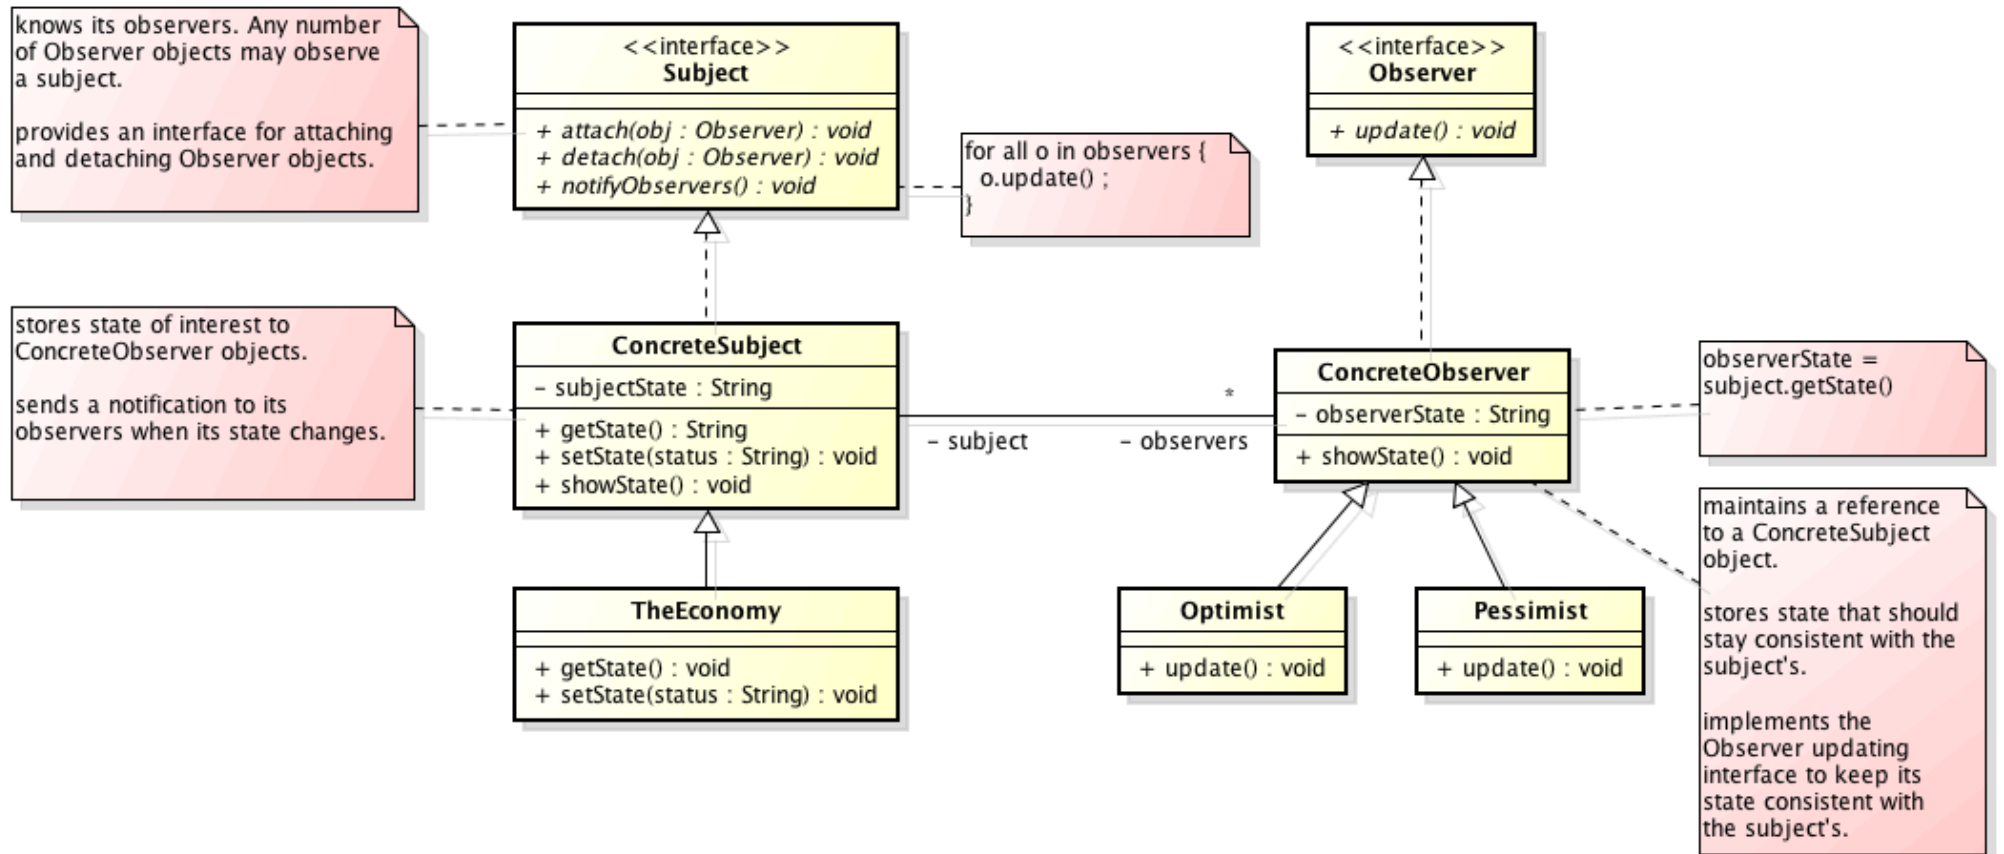 knows its observers. Any number
of Observer objects may observe
a subject.
provides an interface for attaching
and detaching Observer objects.
<<interface>>
Subject
+ attach(obj : Observer) : void
+ detach(obj : Observer) : void
+ notifyObservers() : void
for all o in observers {
o.update() ;
}
<<interface>>
Observer
+ update() : void
stores state of interest to
ConcreteObserver objects.
sends a notification to its
observers when its state changes.
ConcreteSubject
- subjectState : String
+ getState() : String
+ setState(status : String) : void
+ showState() : void
*
- subject
- observers
ConcreteObserver
- observerState : String
+ showState() : void
observerState =
subject.getState()
TheEconomy
+ getState() : void
+ setState(status : String) : void
Optimist
+ update() : void
Pessimist
+ update() : void
maintains a reference
to a ConcreteSubject
object.
stores state that should
stay consistent with the
subject's.
implements the
Observer updating
interface to keep its
state consistent with
the subject's.